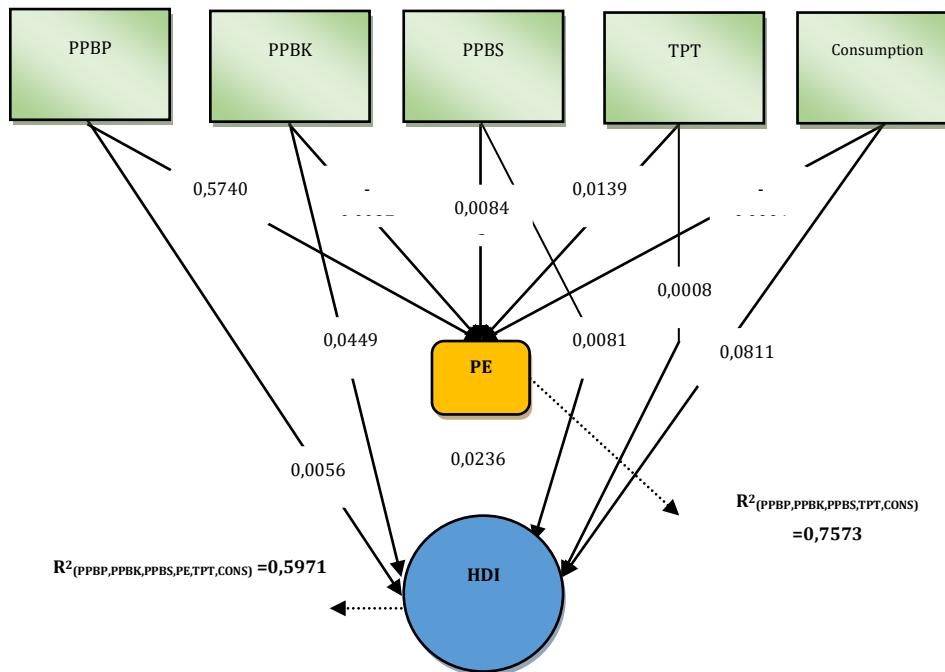 PPBP
PPBK
PPBS
TPT
Consumption
0,5740
-
0,0084
-
0,0139
-
0,0449
0,0008
0,0081
0,0811
PE
0,0056
0,0236
R²(PPBP,PPBK,PPBS,TPT,CONS)
=0,7573
R²(PPBP,PPBK,PPBS,PE,TPT,CONS) =0,5971
HDI